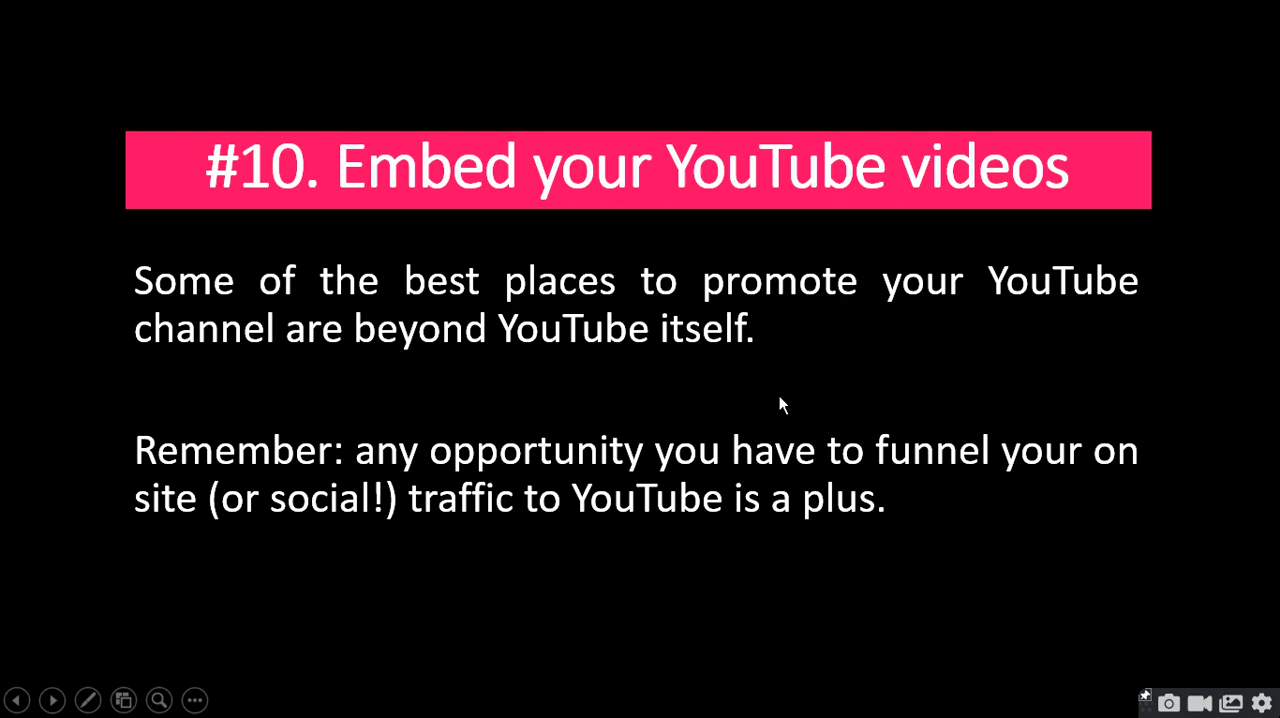 #10. Embed your YouTube videos
Some of the best places to promote your YouTube
channel are beyond YouTube itself.
Remember: any opportunity you have to funnel your on
site (or social!) traffic to YouTube is a plus.